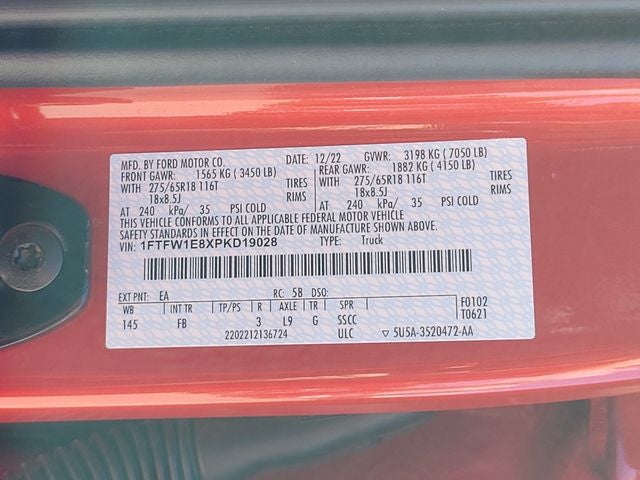 MFD. BY FORD MOTOR CO. DATE: 12/22 GVWR: 3198 KG ( 7050 LB)
FRONT GAWR: 1565 KG ( 3450 LB) REAR GAWR: 1882 KG ( 4150 LB)
WITH 275/65R18 116T TIRES WITH 275/65R18 116T TIRES
18x8.5J RIMS 18x8.5J RIMS
AT 240 kPa/ 35 PSI COLD AT 240 kPa/ 35 PSI COLD
THIS VEHICLE CONFORMS TO ALL APPLICABLE FEDERAL MOTOR VEHICLE
SAFETY STANDARDS IN EFFECT ON THE DATE OF MANUFACTURE SHOWN ABOVE.
VIN: 1FTFW1E8XPKD19028 TYPE: Truck
EXT PNT: EA RC: 58 DSO: F0102
WB INT TR TP/PS R AXLE TR SPR T0621
145 FB 3 L9 G SSCC
2202212136724 ULC ▽ 5U5A-3520472-AA